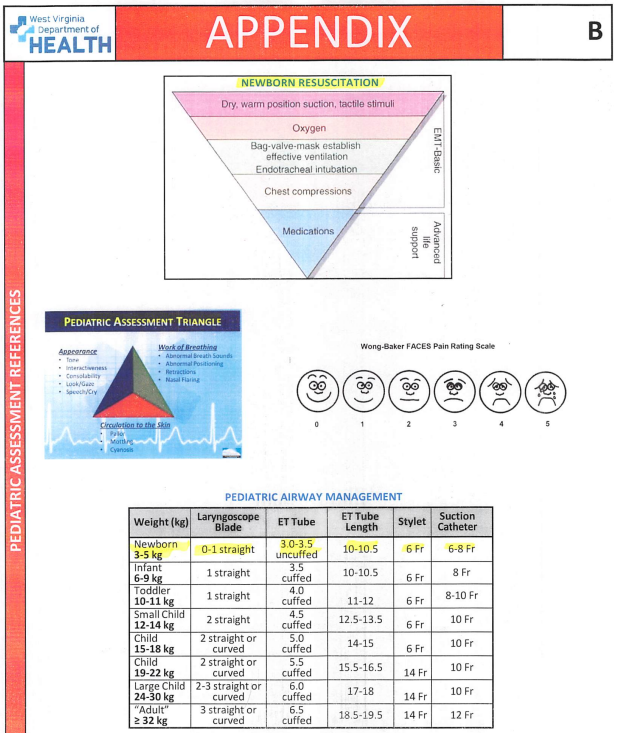 West Virginia
Department of
HEALTH
APPENDIX
B
PEDIATRIC ASSESSMENT REFERENCES
NEWBORN RESUSCITATION
Dry, warm position suction, tactile stimuli
Oxygen
Bag-valve-mask establish
effective ventilation
Endotracheal intubation
Chest compressions
Medications
EMT-Basic
Advanced
life
support
PEDIATRIC ASSESSMENT TRIANGLE
Appearance
• Tone
• Interactiveness
• Consolability
• Look/Gaze
• Speech/Cry
Work of Breathing
• Abnormal Breath Sounds
• Abnormal Positioning
• Retractions
• Nasal Flaring
Circulation to the Skin
• Pallor
• Mottling
• Cyanosis
Wong-Baker FACES Pain Rating Scale
0 1 2 3 4 5
PEDIATRIC AIRWAY MANAGEMENT
Weight (kg) Laryngoscope Blade ET Tube ET Tube Length Stylet Suction Catheter
Newborn 3-5 kg 0-1 straight 3.0-3.5 uncuffed 10-10.5 6 Fr 6-8 Fr
Infant 6-9 kg 1 straight 3.5 cuffed 10-10.5 6 Fr 8 Fr
Toddler 10-11 kg 1 straight 4.0 cuffed 11-12 6 Fr 8-10 Fr
Small Child 12-14 kg 2 straight 4.5 cuffed 12.5-13.5 6 Fr 10 Fr
Child 15-18 kg 2 straight or curved 5.0 cuffed 14-15 6 Fr 10 Fr
Child 19-22 kg 2 straight or curved 5.5 cuffed 15.5-16.5 14 Fr 10 Fr
Large Child 24-30 kg 2-3 straight or curved 6.0 cuffed 17-18 14 Fr 10 Fr
"Adult" ≥ 32 kg 3 straight or curved 6.5 cuffed 18.5-19.5 14 Fr 12 Fr